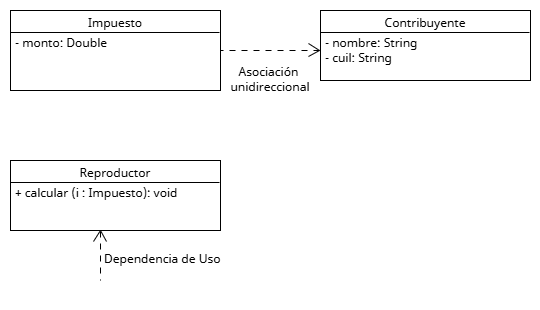 Impuesto
- monto: Double
Contribuyente
- nombre: String
- cuil: String
Asociación
unidireccional
Reproductor
+ calcular (i : Impuesto): void
Dependencia de Uso